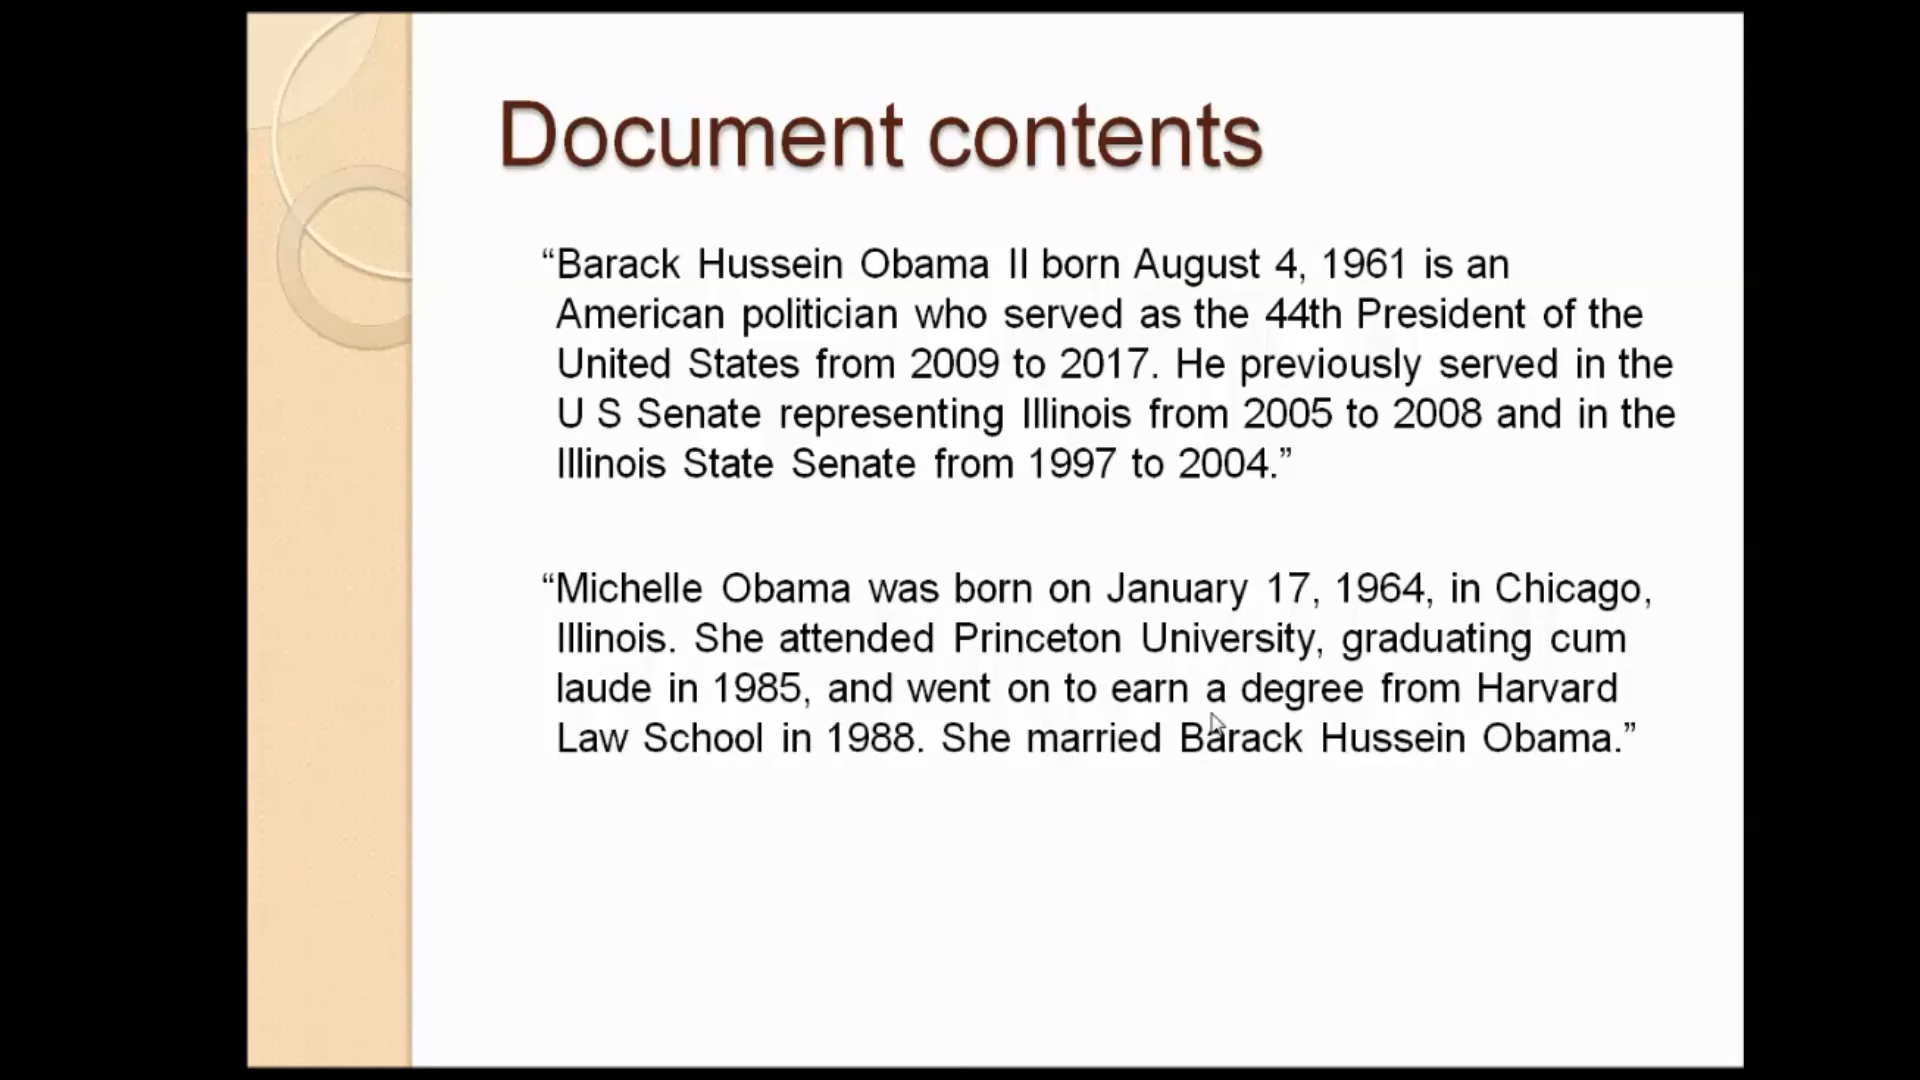 Document contents
“Barack Hussein Obama II born August 4, 1961 is an
American politician who served as the 44th President of the
United States from 2009 to 2017. He previously served in the
U S Senate representing Illinois from 2005 to 2008 and in the
Illinois State Senate from 1997 to 2004.”
“Michelle Obama was born on January 17, 1964, in Chicago,
Illinois. She attended Princeton University, graduating cum
laude in 1985, and went on to earn a degree from Harvard
Law School in 1988. She married Barack Hussein Obama.”